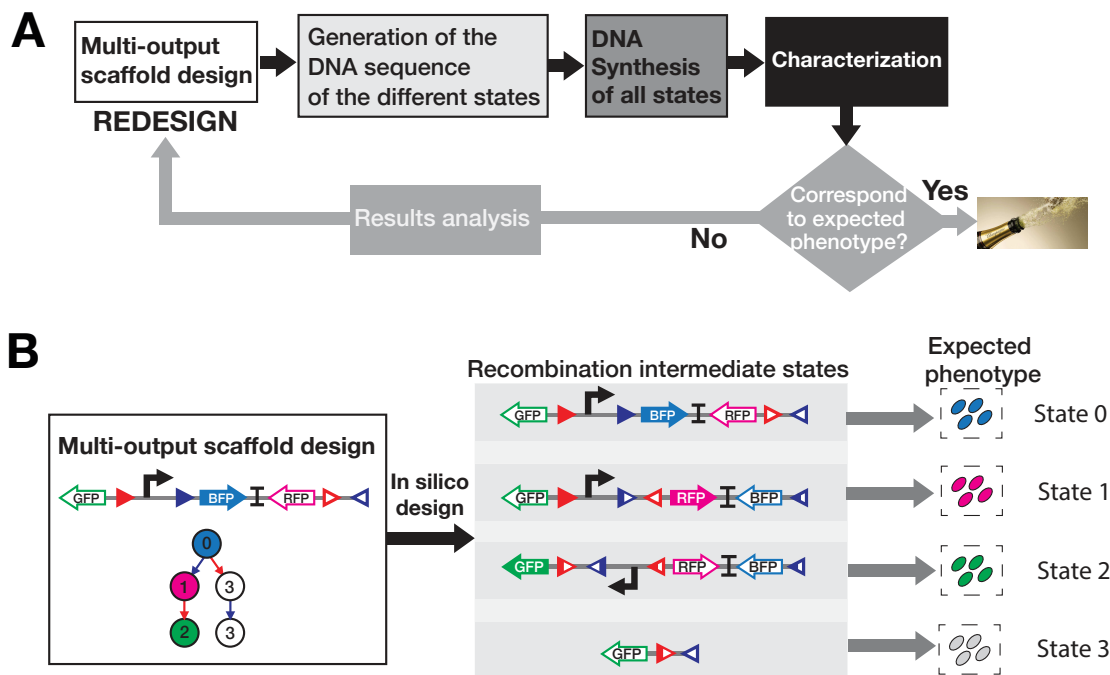 A
Multi-output
scaffold design
Generation of the
DNA sequence
of the different states
DNA
Synthesis
of all states
Characterization
REDESIGN
Results analysis
No
Correspond
to expected
phenotype?
Yes
B
Multi-output scaffold design
GFP
BFP
RFP
0
1
3
2
3
In silico
design
Recombination intermediate states
Expected
phenotype
GFP
BFP
RFP
State 0
GFP
RFP
BFP
State 1
GFP
RFP
BFP
State 2
GFP
State 3